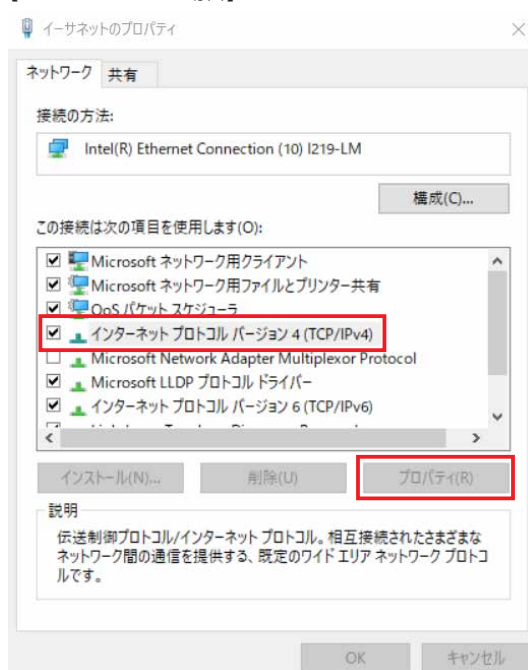 イーサネットのプロパティ
ネットワーク 共有
接続の方法:
Intel(R) Ethernet Connection (10) I219-LM
構成(C)...
この接続は次の項目を使用します(O):
Microsoft ネットワーク用クライアント
Microsoft ネットワーク用ファイルとプリンター共有
QoS パケット スケジューラ
インターネット プロトコル バージョン 4 (TCP/IPv4)
Microsoft Network Adapter Multiplexor Protocol
Microsoft LLDP プロトコル ドライバー
インターネット プロトコル バージョン 6 (TCP/IPv6)
インストール(N)... 削除(U) プロパティ(R)
説明
伝送制御プロトコル/インターネット プロトコル。相互接続されたさまざまな
ネットワーク間の通信を提供する、既定のワイド エリア ネットワーク プロトコ
ルです。
OK キャンセル